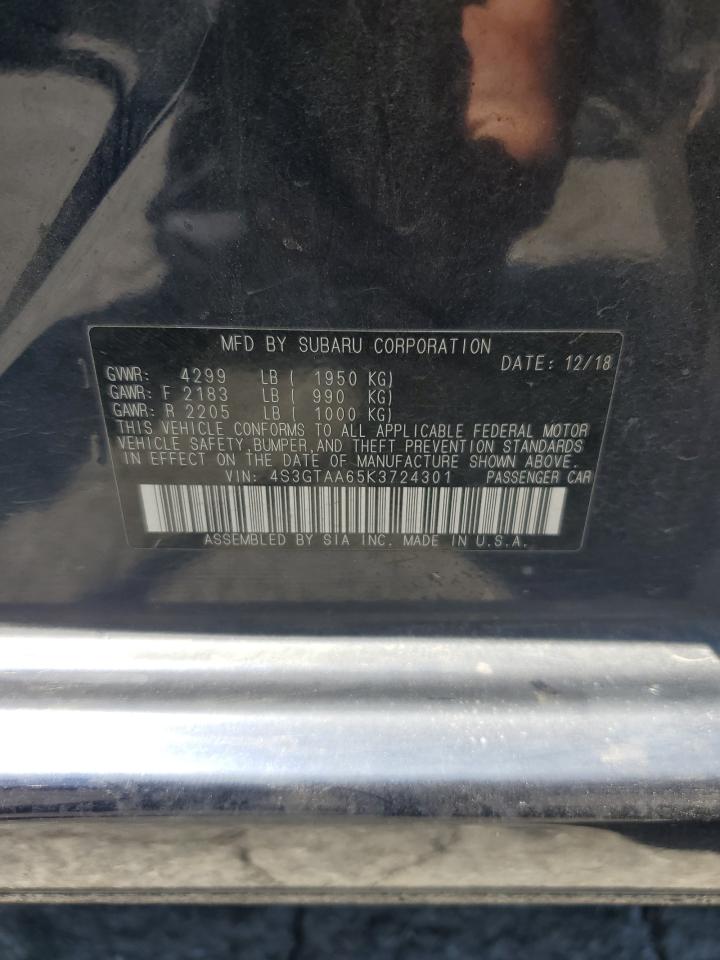 MFD BY SUBARU CORPORATION
DATE: 12/18
GVWR: 4299 LB ( 1950 KG)
GAWR: F 2183 LB ( 990 KG)
GAWR: R 2205 LB ( 1000 KG)
THIS VEHICLE CONFORMS TO ALL APPLICABLE FEDERAL MOTOR
VEHICLE SAFETY, BUMPER, AND THEFT PREVENTION STANDARDS
IN EFFECT ON THE DATE OF MANUFACTURE SHOWN ABOVE.
VIN: 4S3GTAA65K3724301 PASSENGER CAR
ASSEMBLED BY SIA INC. MADE IN U.S.A.